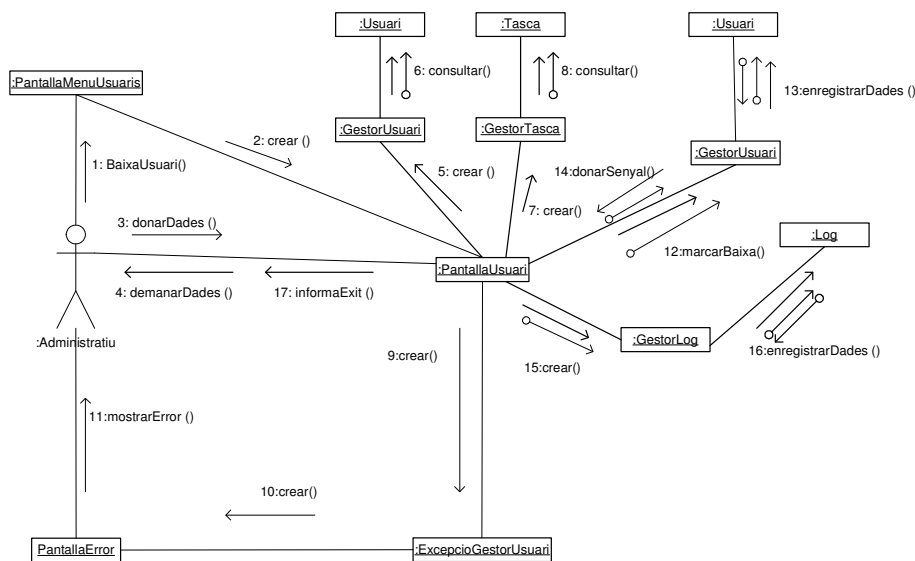 :Usuari
:Tasca
:Usuari
6: consultar()
8: consultar()
:PantallaMenuUsuaris
13:enregistrarDades ()
:GestorUsuari
:GestorTasca
2: crear ()
:GestorUsuari
1: BaixaUsuari()
5: crear ()
14:donarSenyal()
7: crear()
3: donarDades ()
:Log
12:marcarBaixa()
:PantallaUsuari
4: demanarDades ()
17: informaExit ()
:Administratiu
:GestorLog
16:enregistrarDades ()
9:crear()
15:crear()
11:mostrarError ()
10:crear()
PantallaError
:ExcepcioGestorUsuari